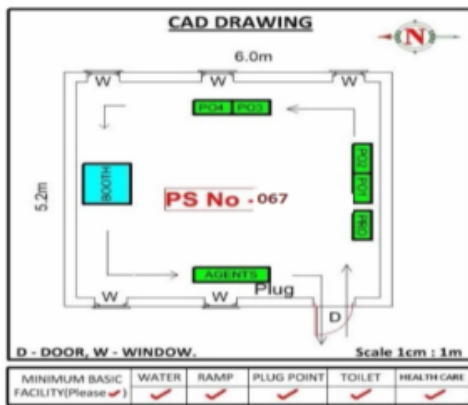 CAD DRAWING
N
6.0m
W W W
PO4 PO3
5.2m
BOOTH
PO2
PO1
PRO
PS No - 067
AGENTS
Plug
W W
D
D - DOOR, W - WINDOW.
Scale 1cm : 1m
MINIMUM BASIC FACILITY(Please ✓)
WATER
RAMP
PLUG POINT
TOILET
HEALTH CARE